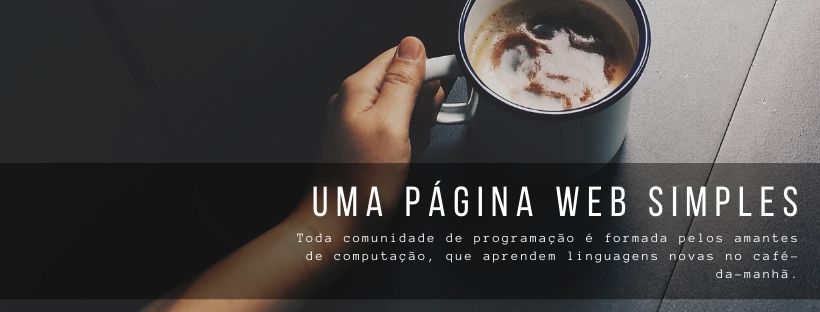 UMA PÁGINA WEB SIMPLES
Toda comunidade de programação é formada pelos amantes
de computação, que aprendem linguagens novas no café-
da-manhã.